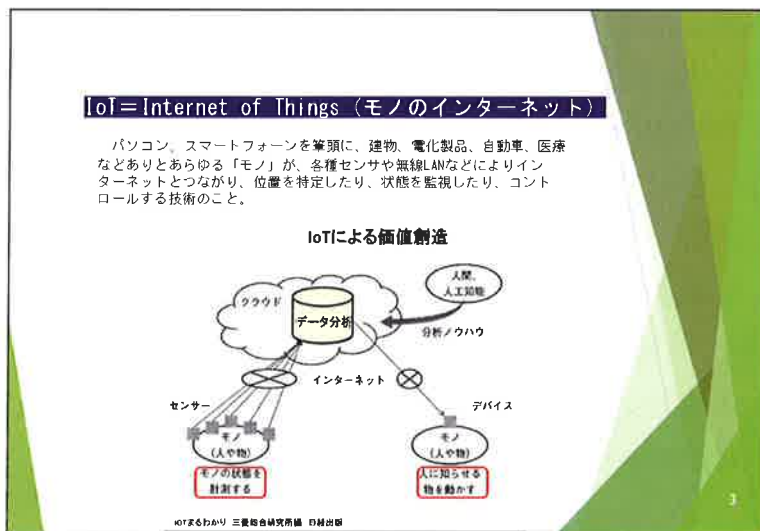 IoT＝Internet of Things（モノのインターネット）
パソコン、スマートフォーンを筆頭に、建物、電化製品、自動車、医療
などありとあらゆる「モノ」が、各種センサや無線LANなどによりイン
ターネットとつながり、位置を特定したり、状態を監視したり、コント
ロールする技術のこと。
IoTによる価値創造
人間、
人工知能
クラウド
データ分析
分析ノウハウ
インターネット
センサー
デバイス
モノ
（人や物）
モノ
（人や物）
モノの状態を
計測する
人に知らせる
物を動かす
IOTまるわかり 三菱総合研究所編 日経出版
3